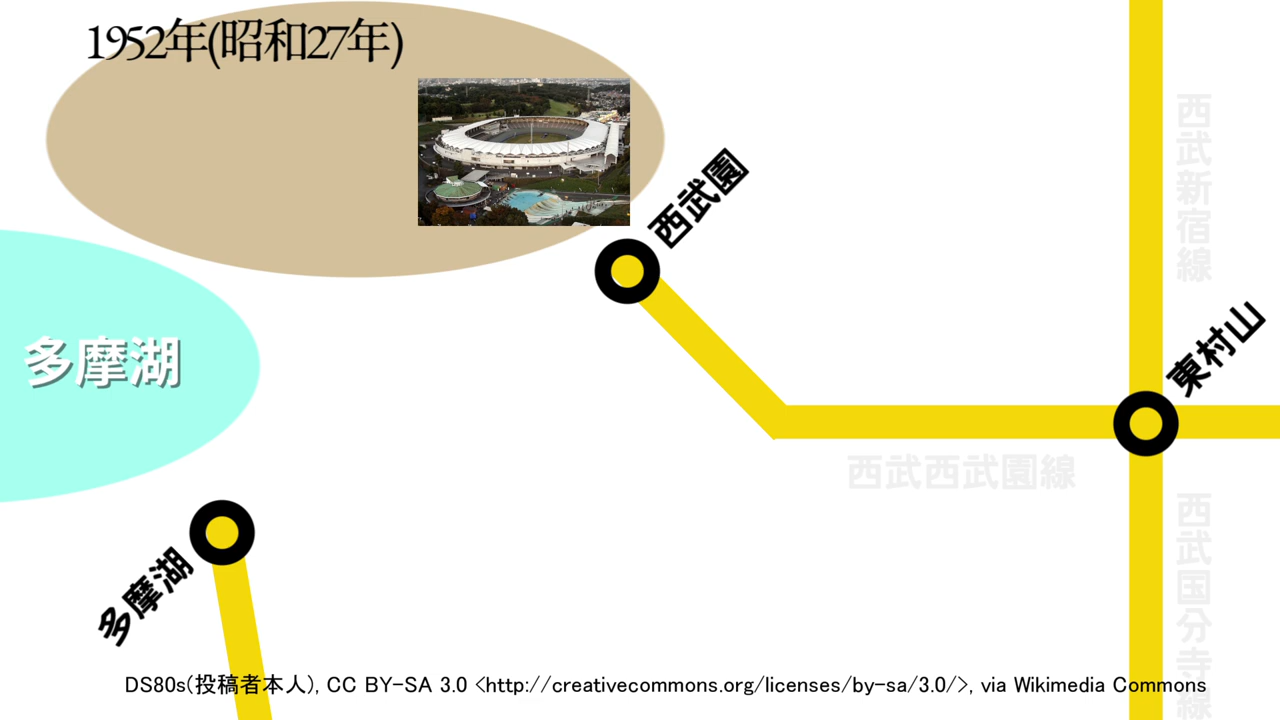 1952年(昭和27年)
西武園
西武新宿線
多摩湖
東村山
西武西武園線
西武国分寺線
多摩湖
DS80s(投稿者本人), CC BY-SA 3.0 <http://creativecommons.org/licenses/by-sa/3.0/>, via Wikimedia Commons